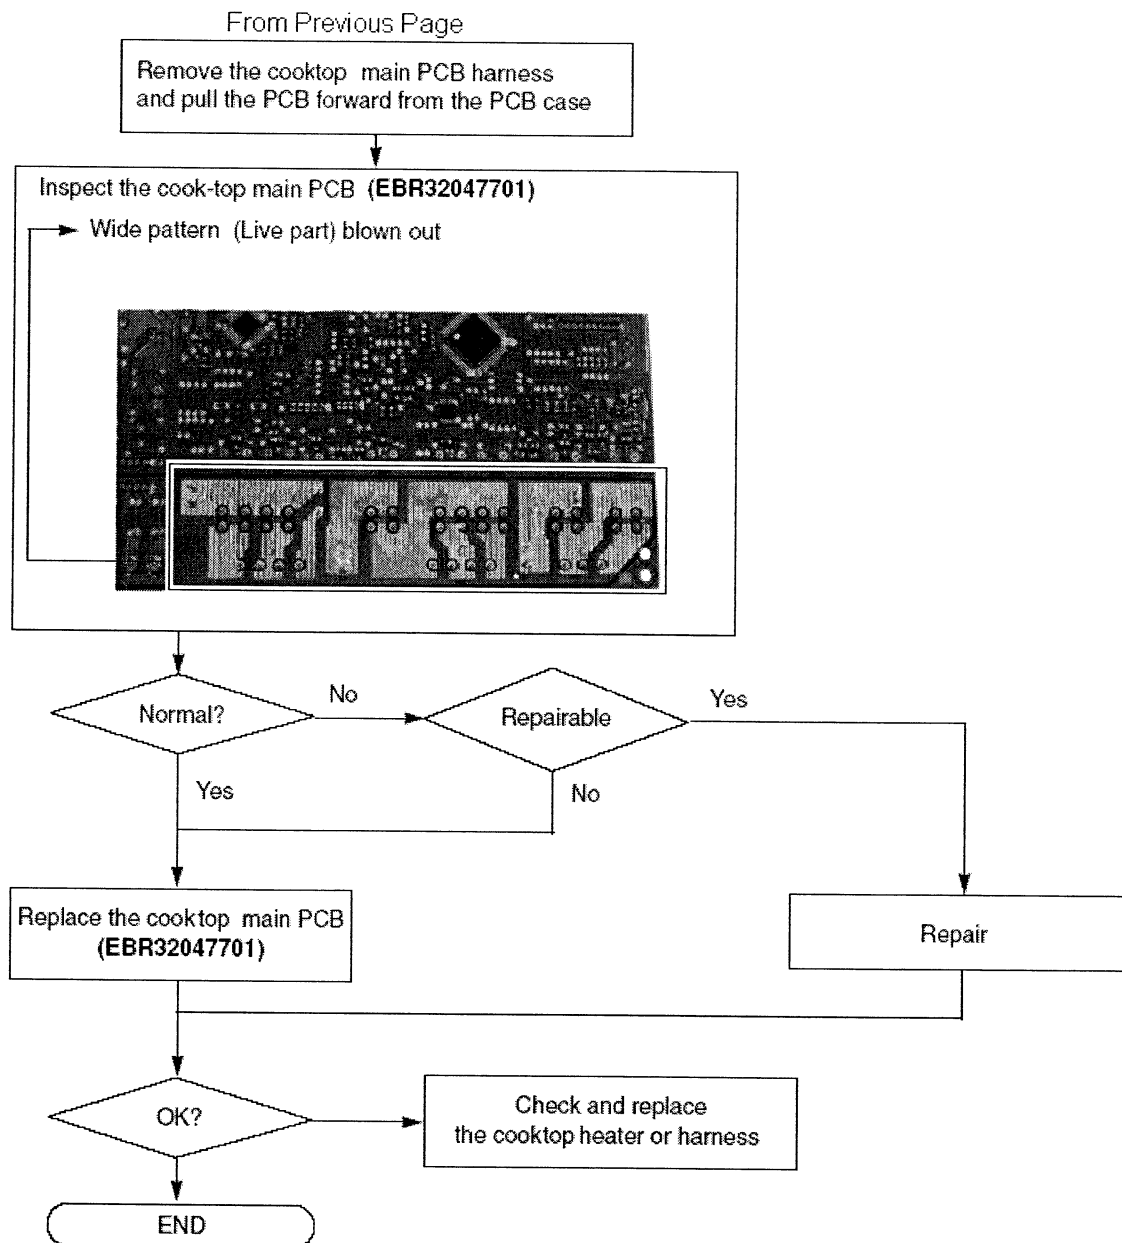 From Previous Page
Remove the cooktop main PCB harness
and pull the PCB forward from the PCB case
Inspect the cook-top main PCB (EBR32047701)
Wide pattern (Live part) blown out
Normal?
No
Repairable
Yes
Yes
No
Replace the cooktop main PCB
(EBR32047701)
Repair
OK?
Check and replace
the cooktop heater or harness
END